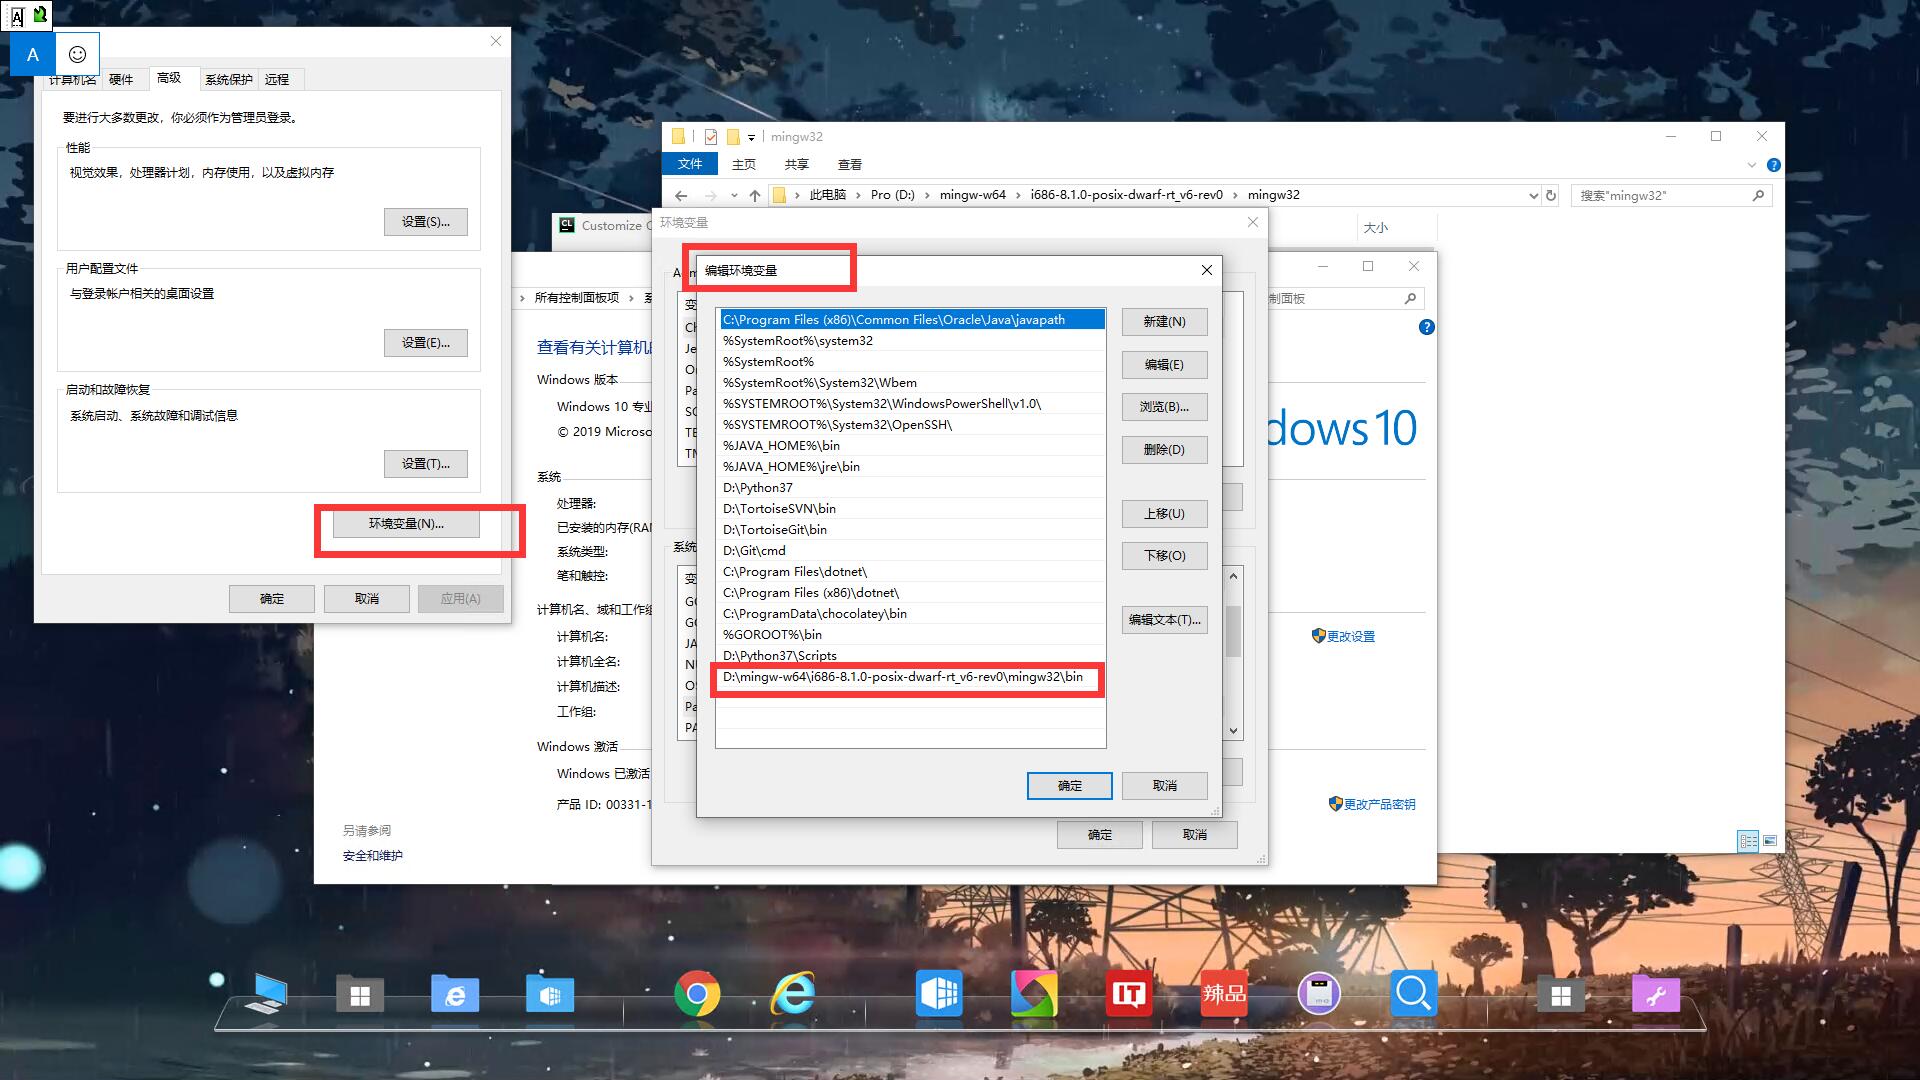 A
A
计算机名
硬件
高级
系统保护
远程
要进行大多数更改，你必须作为管理员登录。
性能
视觉效果，处理器计划，内存使用，以及虚拟内存
设置(S)...
用户配置文件
与登录帐户相关的桌面设置
设置(E)...
启动和故障恢复
系统启动、系统故障和调试信息
设置(T)...
环境变量(N)...
确定
取消
应用(A)
mingw32
文件
主页
共享
查看
此电脑 › Pro (D:) › mingw-w64 › i686-8.1.0-posix-dwarf-rt_v6-rev0 › mingw32
搜索"mingw32"
大小
CL
Customize
环境变量
编辑环境变量
C:\Program Files (x86)\Common Files\Oracle\Java\javapath
%SystemRoot%\system32
%SystemRoot%
%SystemRoot%\System32\Wbem
%SYSTEMROOT%\System32\WindowsPowerShell\v1.0\
%SYSTEMROOT%\System32\OpenSSH\
%JAVA_HOME%\bin
%JAVA_HOME%\jre\bin
D:\Python37
D:\TortoiseSVN\bin
D:\TortoiseGit\bin
D:\Git\cmd
C:\Program Files\dotnet\
C:\Program Files (x86)\dotnet\
C:\ProgramData\chocolatey\bin
%GOROOT%\bin
D:\Python37\Scripts
D:\mingw-w64\i686-8.1.0-posix-dwarf-rt_v6-rev0\mingw32\bin
新建(N)
编辑(E)
浏览(B)...
删除(D)
上移(U)
下移(O)
编辑文本(T)...
确定
取消
确定
取消
所有控制面板项
制面板
查看有关计算机的
Windows 版本
Windows 10 专业
© 2019 Microso
dows 10
系统
处理器:
已安装的内存(RAM
系统类型:
笔和触控:
计算机名、域和工作组
计算机名:
计算机全名:
计算机描述:
工作组:
更改设置
Windows 激活
Windows 已激活
产品 ID: 00331-1
更改产品密钥
另请参阅
安全和维护
IT
辣品